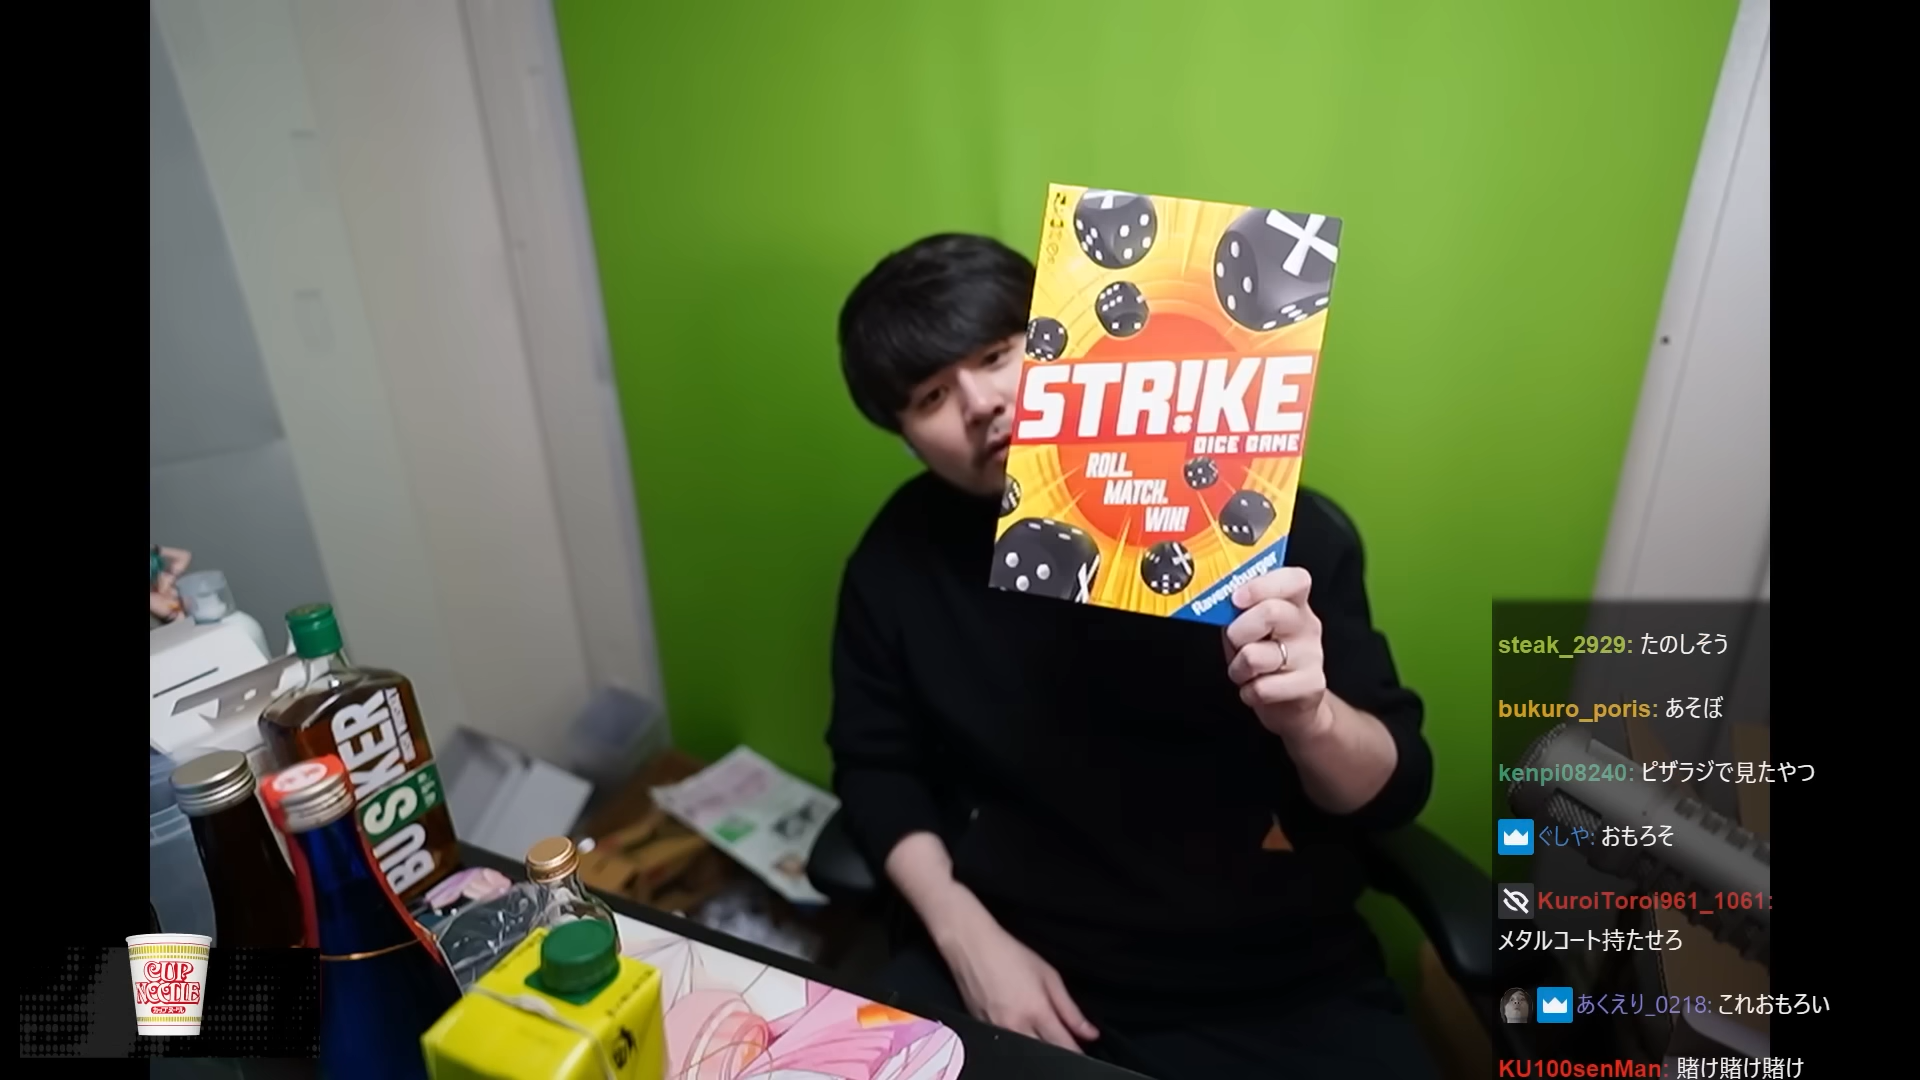 STR!KE
DICE GAME
ROLL.
MATCH.
WIN!
Ravensburger
BUSKER
CUP
NOODLE
steak_2929: たのしそう
bukuro_poris: あそぼ
kenpi08240: ピザラジで見たやつ
ぐしや: おもろそ
KuroiToroi961_1061:
メタルコート持たせろ
あくえり_0218: これおもろい
KU100senMan: 賭け賭け賭け